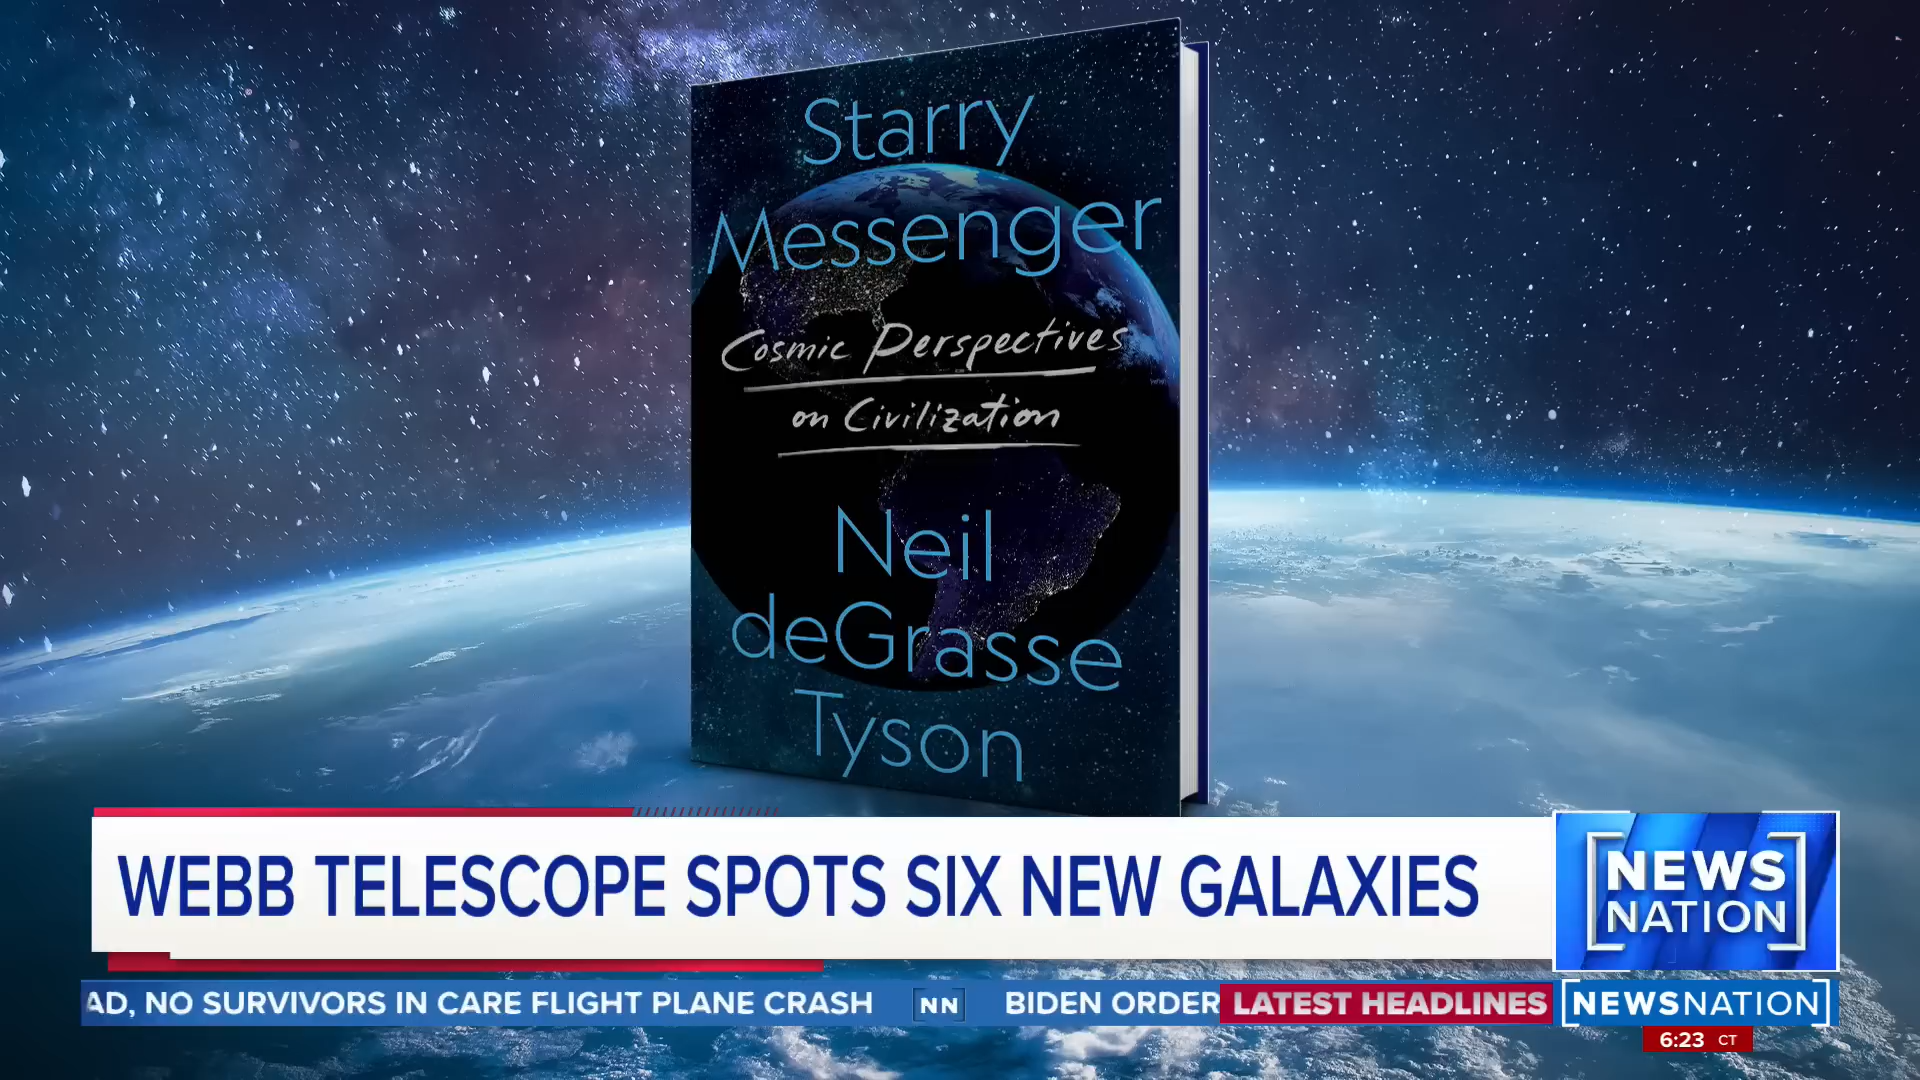 Starry
Messenger
Cosmic Perspectives
on Civilization
Neil
deGrasse
Tyson
WEBB TELESCOPE SPOTS SIX NEW GALAXIES
NEWS
NATION
AD, NO SURVIVORS IN CARE FLIGHT PLANE CRASH NN BIDEN ORDER LATEST HEADLINES NEWSNATION
6:23 CT